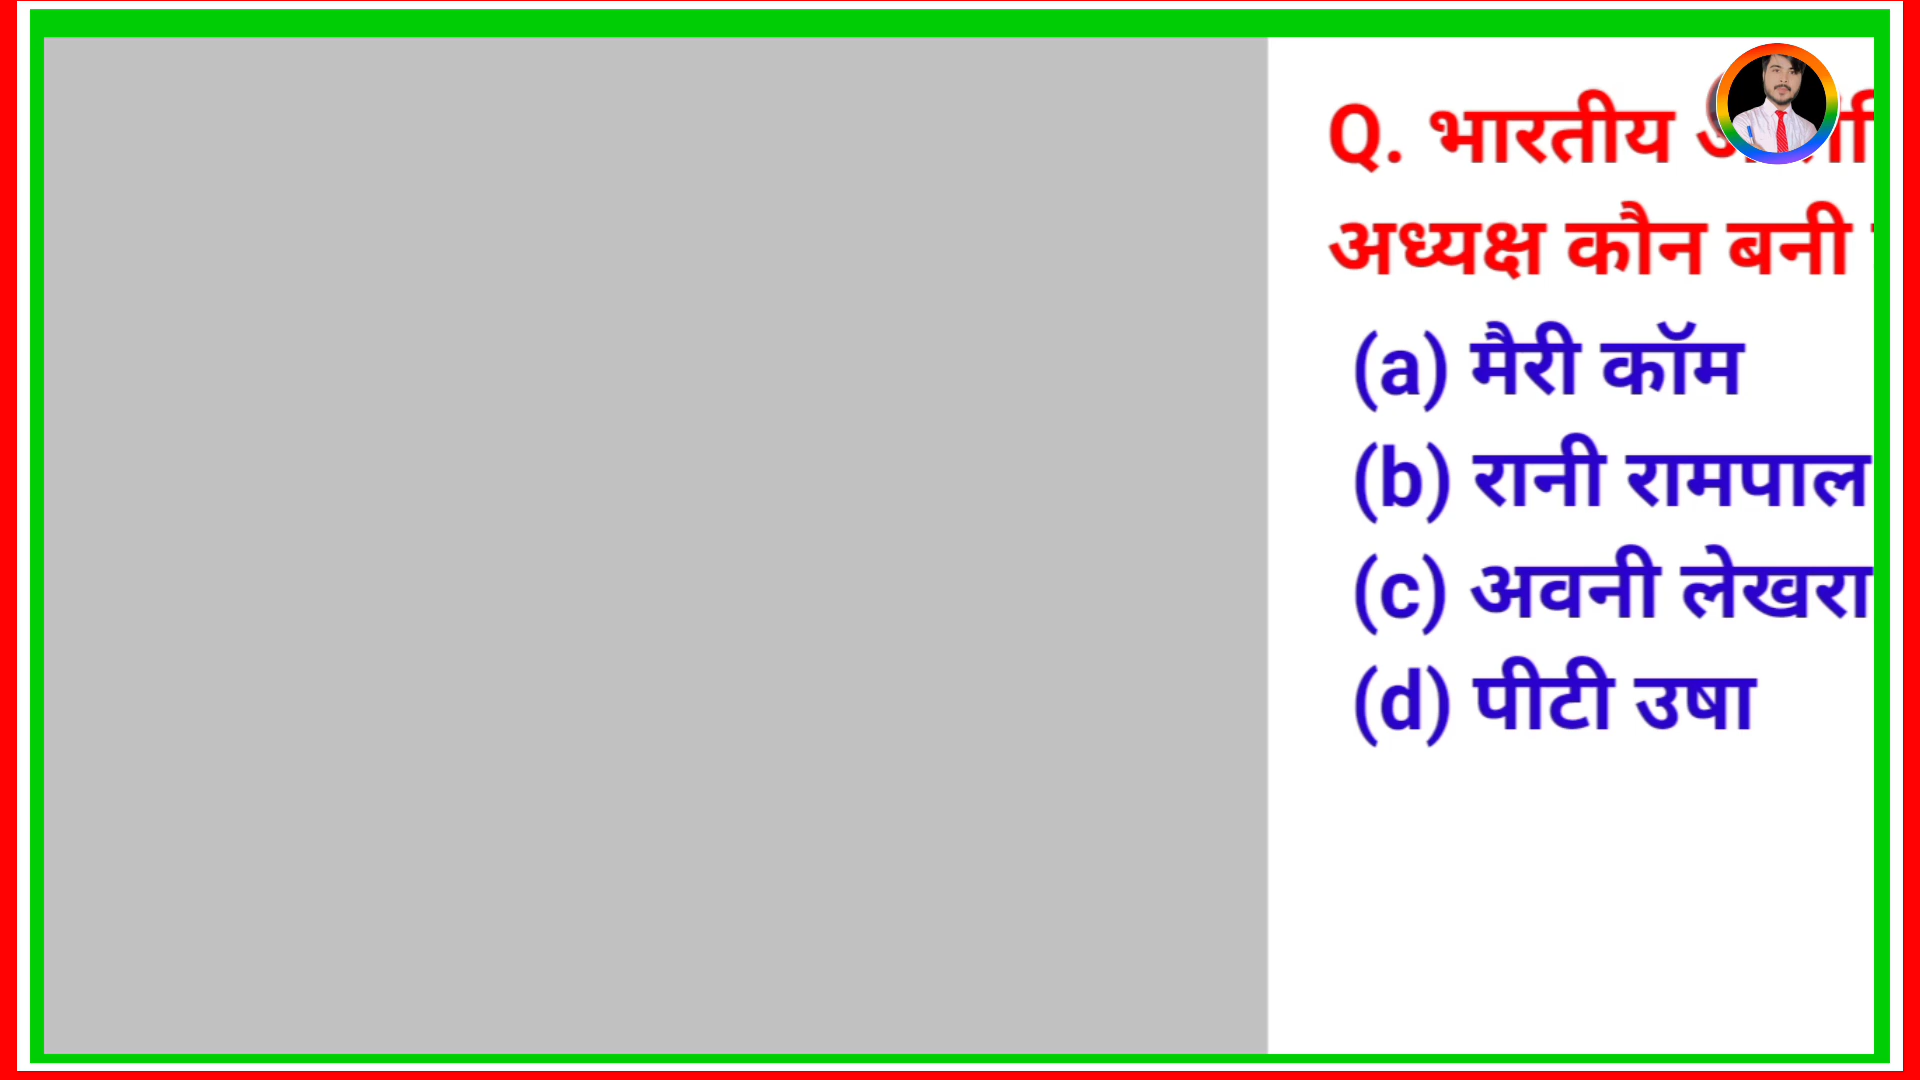 Q. भारतीय
अध्यक्ष कौन बनी
(a) मैरी कॉम
(b) रानी रामपाल
(c) अवनी लेखरा
(d) पीटी उषा